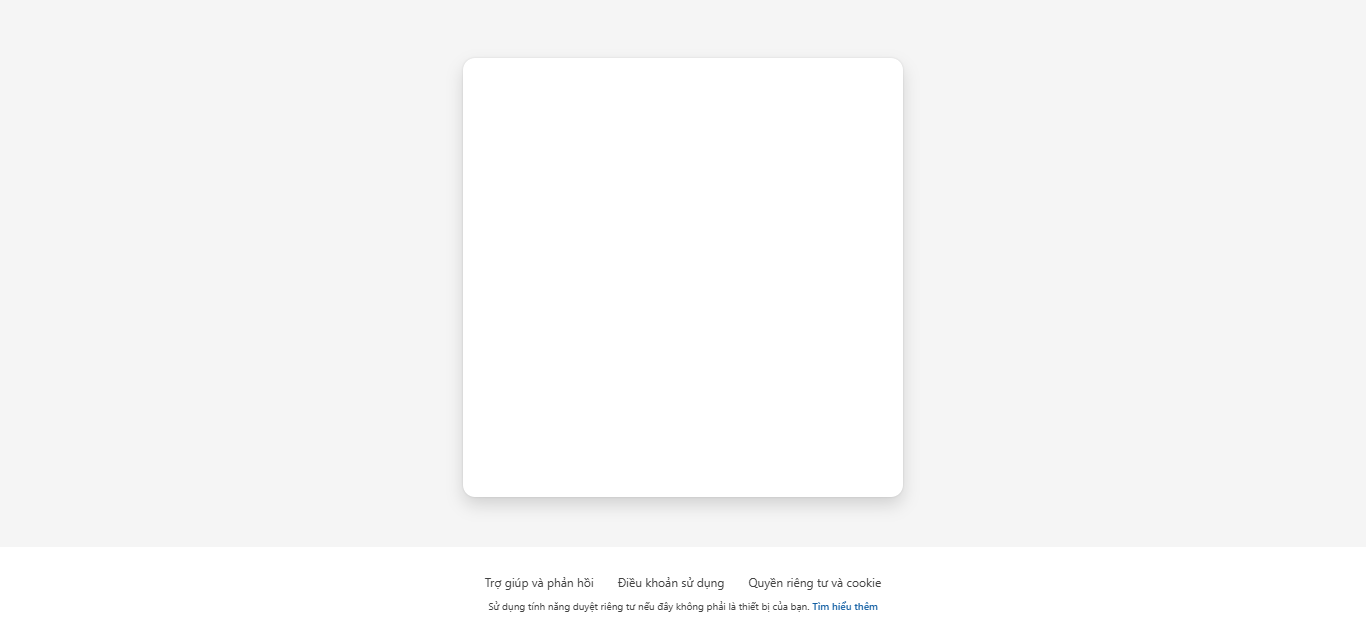 Trợ giúp và phản hồi Điều khoản sử dụng Quyền riêng tư và cookie
Sử dụng tính năng duyệt riêng tư nếu đây không phải là thiết bị của bạn. Tìm hiểu thêm